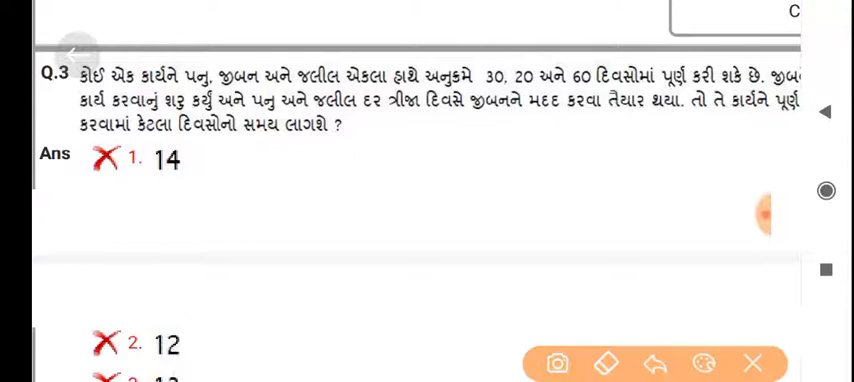 C
Q.3 કોઈ એક કાર્યને પનુ, જીબન અને જલીલ એકલા હાથે અનુક્રમે 30, 20 અને 60 દિવસોમાં પૂર્ણ કરી શકે છે.
કાર્ય કરવાનું શરુ કર્યું અને પનુ અને જલીલ દર ત્રીજા દિવસે જીબનને મદદ કરવા તૈયાર થયા. તો તે કાર્યને પૂર્ણ
કરવામાં કેટલા દિવસોનો સમય લાગશે ?
Ans 1. 14
2. 12